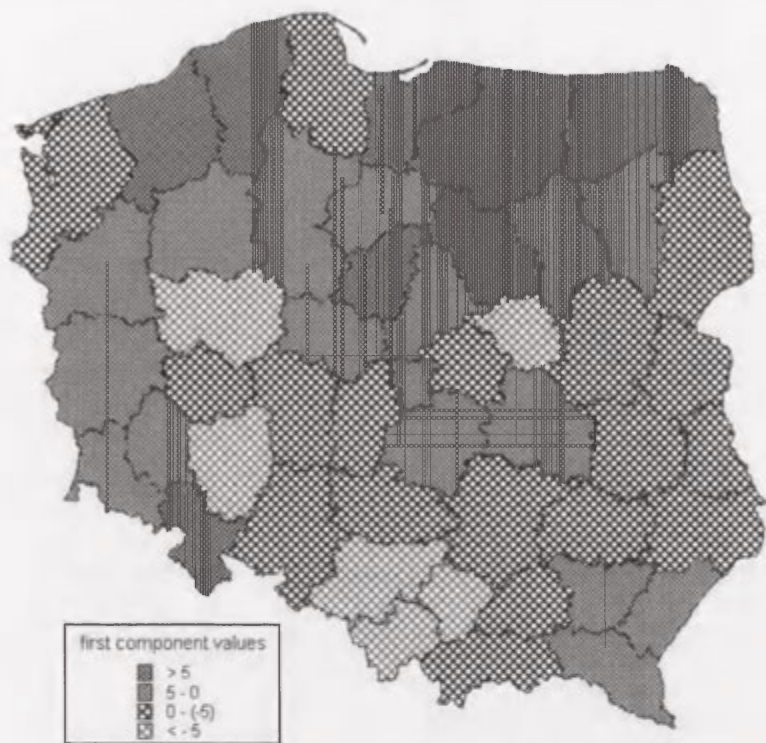 first component values
> 5
5 - 0
0 - (-5)
< -5